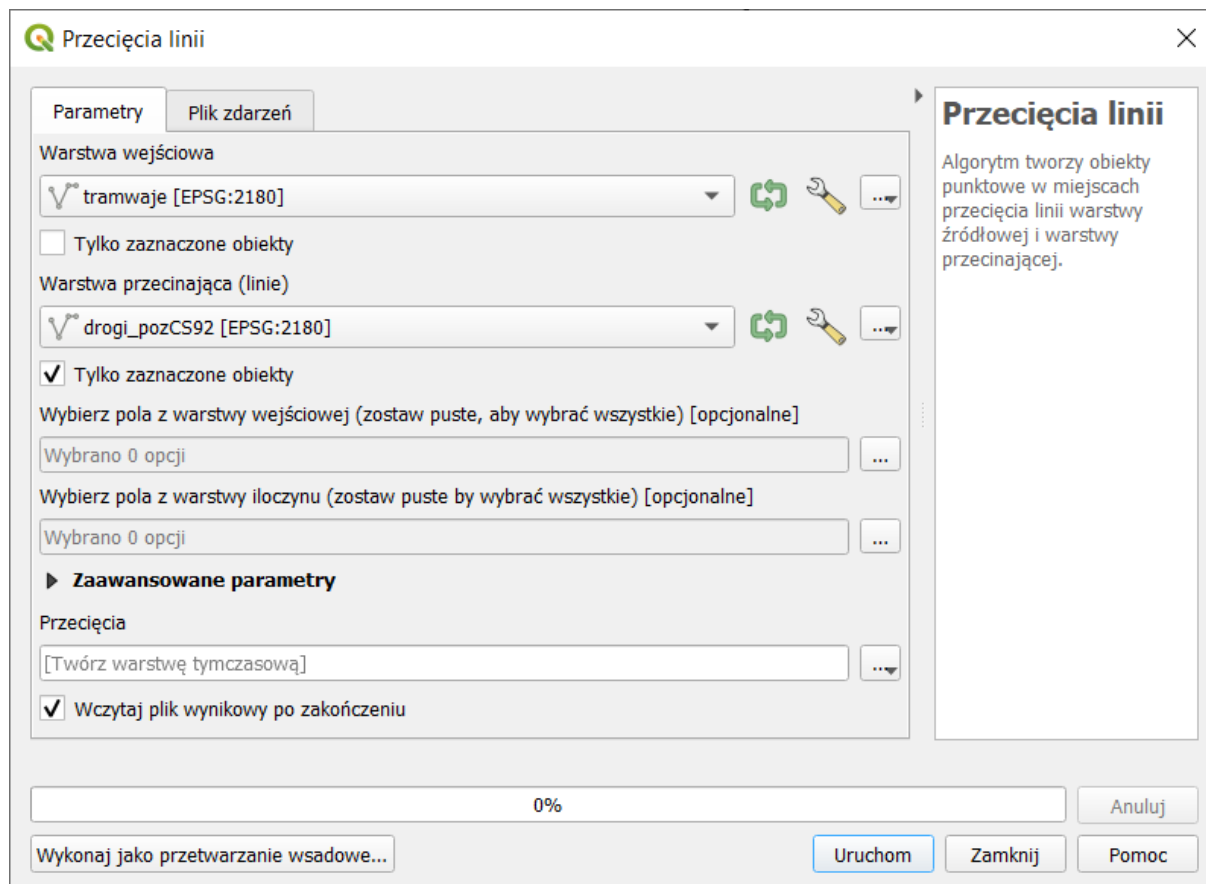 Przecięcia linii
Parametry
Plik zdarzeń
Warstwa wejściowa
tramwaje [EPSG:2180]
...
Tylko zaznaczone obiekty
Warstwa przecinająca (linie)
drogi_pozCS92 [EPSG:2180]
...
Tylko zaznaczone obiekty
Wybierz pola z warstwy wejściowej (zostaw puste, aby wybrać wszystkie) [opcjonalne]
Wybrano 0 opcji
...
Wybierz pola z warstwy iloczynu (zostaw puste by wybrać wszystkie) [opcjonalne]
Wybrano 0 opcji
...
Zaawansowane parametry
Przecięcia
[Twórz warstwę tymczasową]
...
Wczytaj plik wynikowy po zakończeniu
Przecięcia linii
Algorytm tworzy obiekty
punktowe w miejscach
przecięcia linii warstwy
źródłowej i warstwy
przecinającej.
0%
Anuluj
Wykonaj jako przetwarzanie wsadowe...
Uruchom
Zamknij
Pomoc